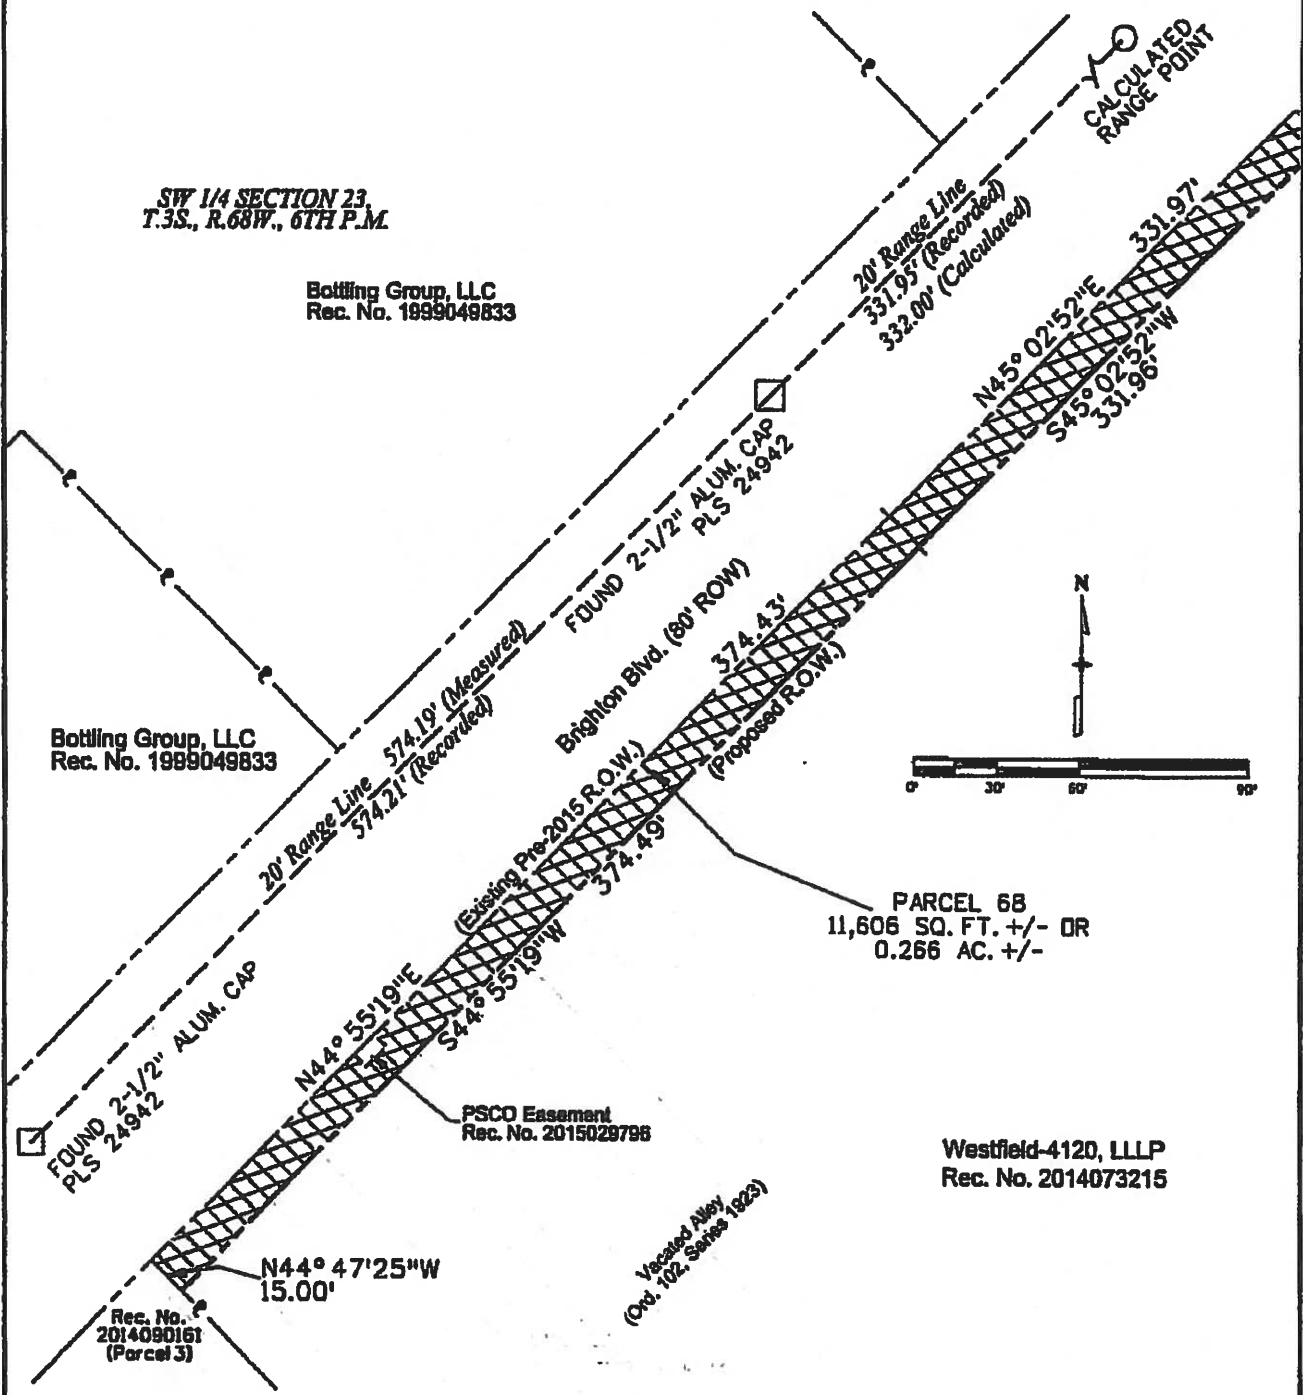 CALCULATED
RANGE POINT
SW 1/4 SECTION 23,
T.3S., R.68W., 6TH P.M.
Bottling Group, LLC
Rec. No. 1999049833
20' Range Line
331.95' (Recorded)
332.00' (Calculated)
331.97'
N45° 02'52"E
S45° 02'52"W
331.96'
FOUND 2-1/2" ALUM. CAP
PLS 24942
Brighton Blvd. (80' ROW)
374.43'
(Proposed R.O.W.)
N
0' 30' 60' 90'
Bottling Group, LLC
Rec. No. 1999049833
20' Range Line 574.19' (Measured)
574.21' (Recorded)
(Existing Pre-2015 R.O.W.)
374.49'
PARCEL 68
11,606 SQ. FT. +/- OR
0.266 AC. +/-
N44° 55'19"E
S44° 55'19"W
FOUND 2-1/2" ALUM. CAP
PLS 24942
PSCO Easement
Rec. No. 2015029796
Westfield-4120, LLLP
Rec. No. 2014073215
Vacated Alley
(Ord. 102, Series 1923)
N44° 47'25"W
15.00'
Rec. No.
2014090161
(Parcel 3)